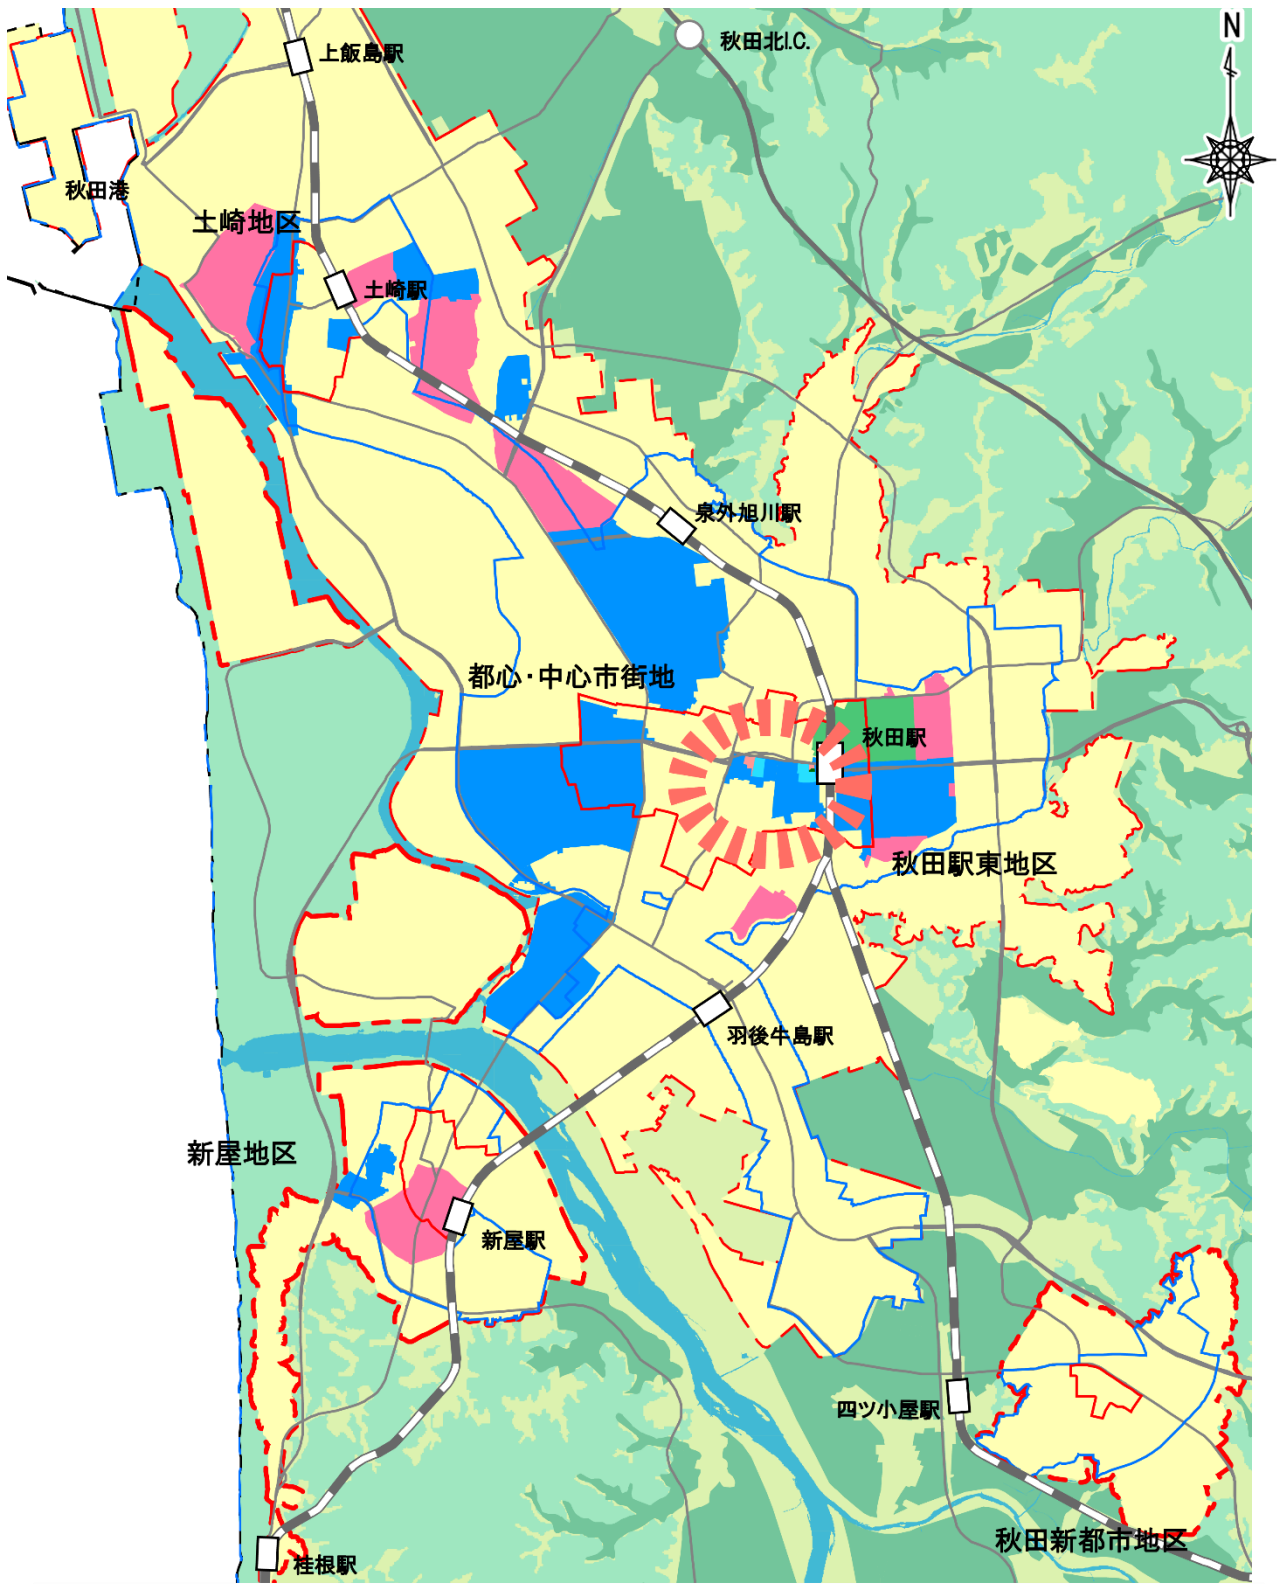 N
上飯島駅
秋田北I.C.
秋田港
土崎地区
土崎駅
泉外旭川駅
都心・中心市街地
秋田駅
秋田駅東地区
羽後牛島駅
新屋地区
新屋駅
四ツ小屋駅
秋田新都市地区
桂根駅